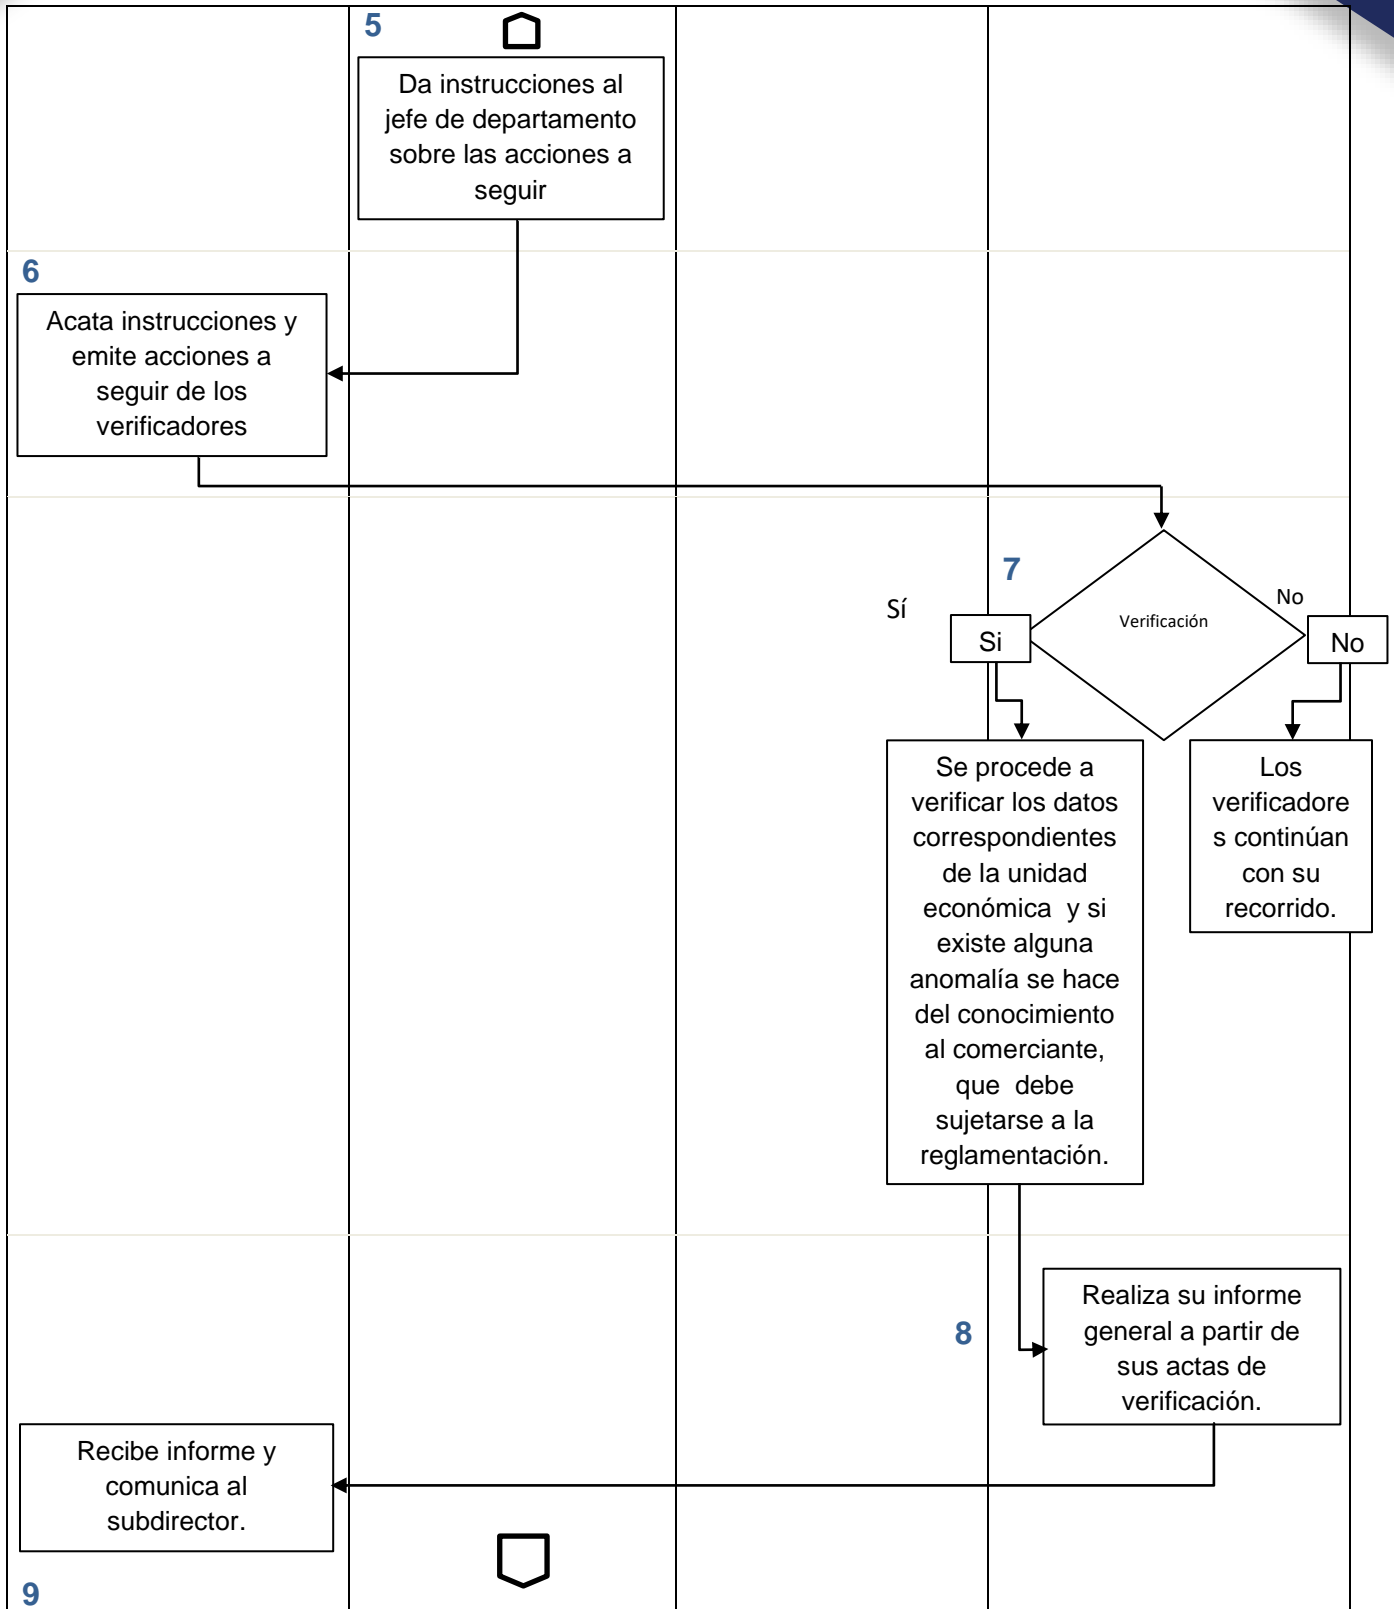 5
Da instrucciones al
jefe de departamento
sobre las acciones a
seguir
6
Acata instrucciones y
emite acciones a
seguir de los
verificadores
7
Sí
Si
Verificación
No
No
Se procede a
verificar los datos
correspondientes
de la unidad
económica  y si
existe alguna
anomalía se hace
del conocimiento
al comerciante,
que  debe
sujetarse a la
reglamentación.
Los
verificadore
s continúan
con su
recorrido.
8
Realiza su informe
general a partir de
sus actas de
verificación.
Recibe informe y
comunica al
subdirector.
9